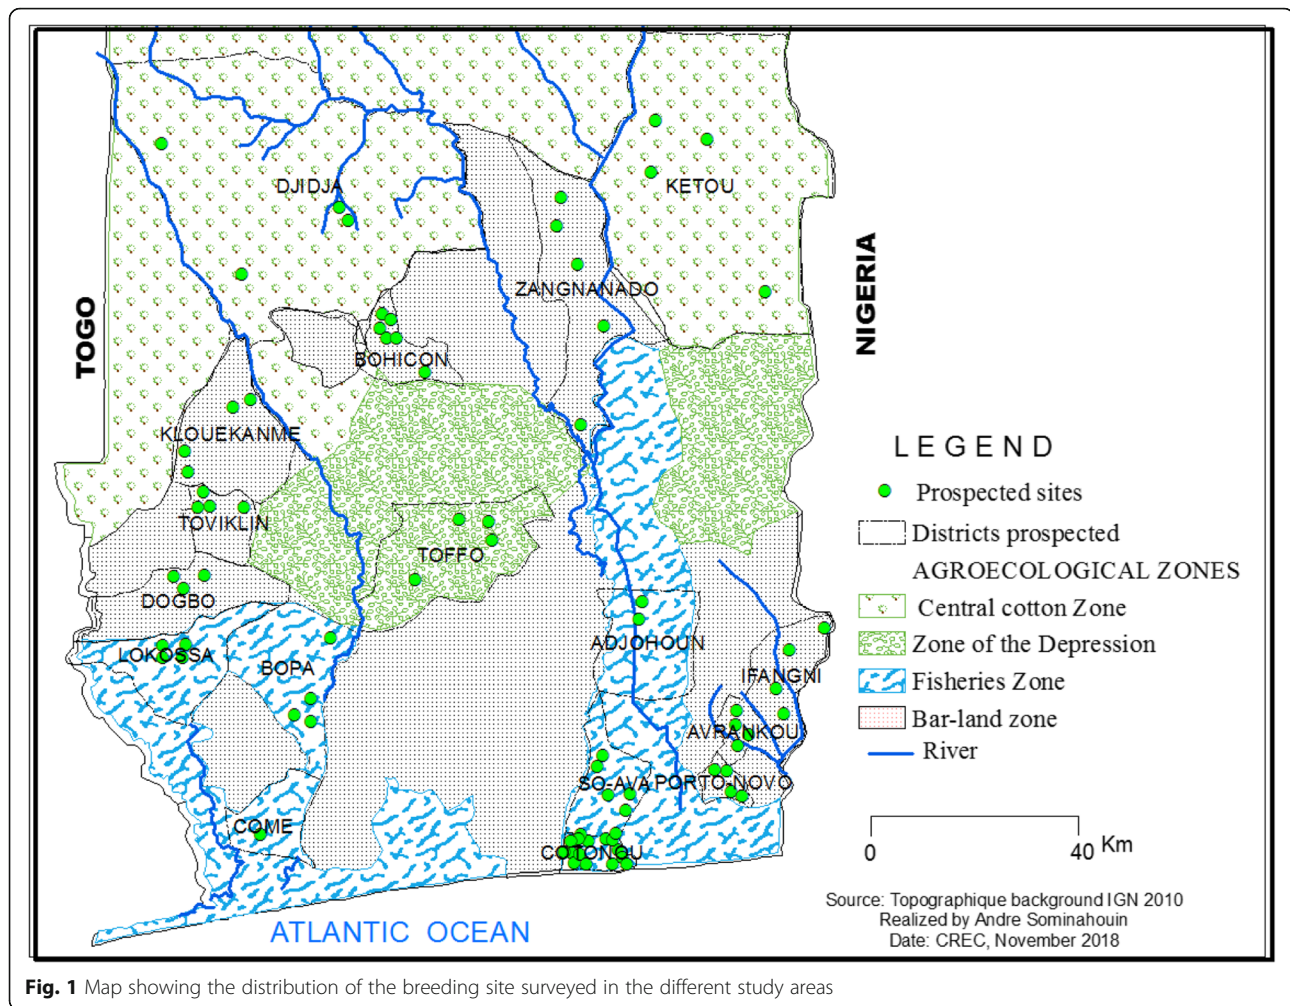 DJIDJA
KETOU
ZANGNANADO
TOGO
NIGERIA
BOHICON
KLOUEKANME
TOVIKLIN
TOFFO
DOGBO
LOKOSSA
BOPA
ADJOHOUN
IFANGNI
AVRANKOU
SO-AVA
PORTO-NOVO
COME
COTONOU
ATLANTIC OCEAN
LEGEND
Prospected sites
Districts prospected
AGROECOLOGICAL ZONES
Central cotton Zone
Zone of the Depression
Fisheries Zone
Bar-land zone
River
0 40 Km
Source: Topographique background IGN 2010
Realized by Andre Sominahouin
Date: CREC, November 2018
Fig. 1 Map showing the distribution of the breeding site surveyed in the different study areas